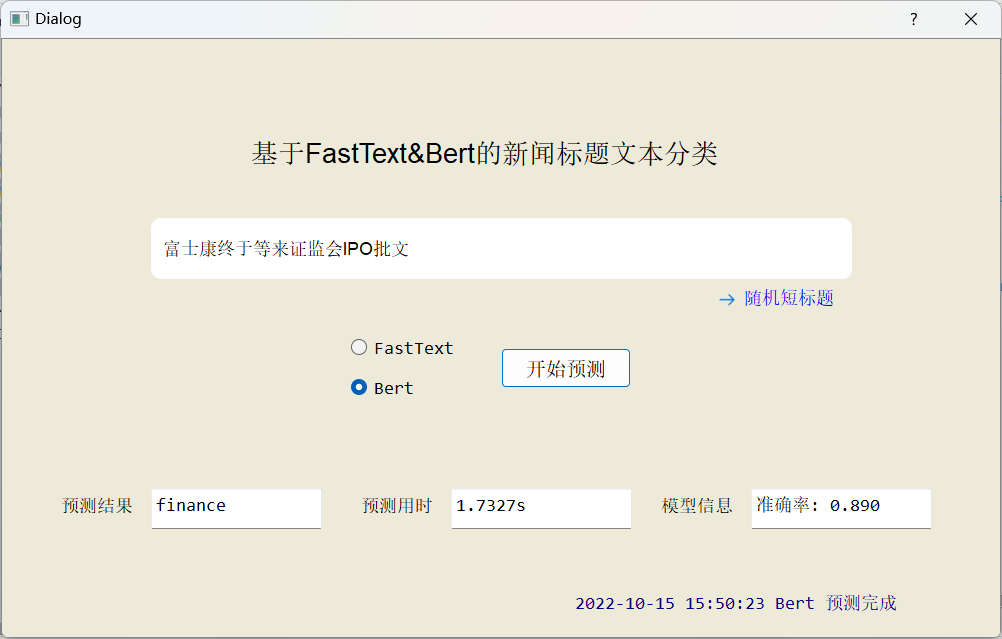 Dialog
基于FastText&Bert的新闻标题文本分类
富士康终于等来证监会IPO批文
→ 随机短标题
FastText
Bert
开始预测
预测结果 finance 预测用时 1.7327s 模型信息 准确率: 0.890
2022-10-15 15:50:23 Bert 预测完成